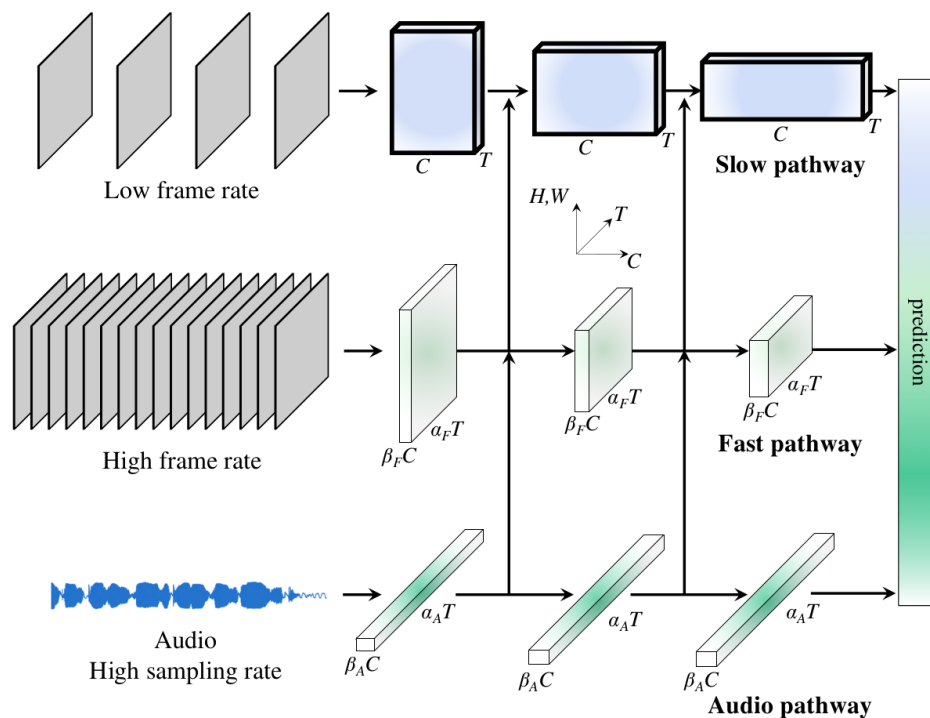 C
T
C
T
C
T
Low frame rate
Slow pathway
H,W
T
C
prediction
α_F T
β_F C
α_F T
β_F C
α_F T
β_F C
High frame rate
Fast pathway
α_A T
β_A C
α_A T
β_A C
α_A T
β_A C
Audio
High sampling rate
Audio pathway